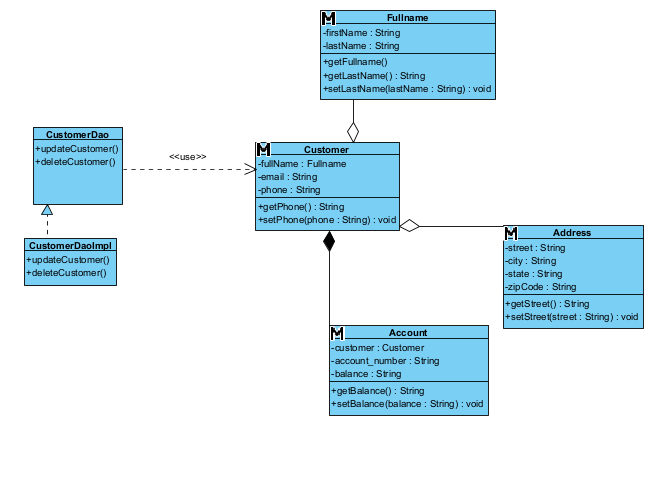 Fullname
-firstName : String
-lastName : String
+getFullname()
+getLastName() : String
+setLastName(lastName : String) : void
CustomerDao
+updateCustomer()
+deleteCustomer()
<<use>>
Customer
-fullName : Fullname
-email : String
-phone : String
+getPhone() : String
+setPhone(phone : String) : void
CustomerDaoImpl
+updateCustomer()
+deleteCustomer()
Address
-street : String
-city : String
-state : String
-zipCode : String
+getStreet() : String
+setStreet(street : String) : void
Account
-customer : Customer
-account_number : String
-balance : String
+getBalance() : String
+setBalance(balance : String) : void